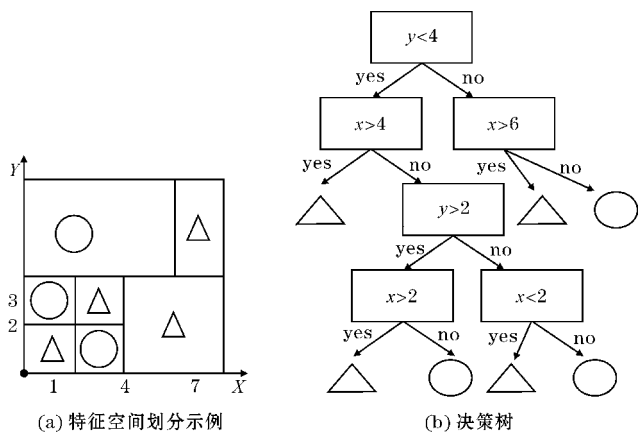 y<4
yes
no
x>4
x>6
yes
no
yes
no
y>2
yes
no
x>2
x<2
yes
no
yes
no
Y
3
2
1
4
7
X
(a) 特征空间划分示例
(b) 决策树